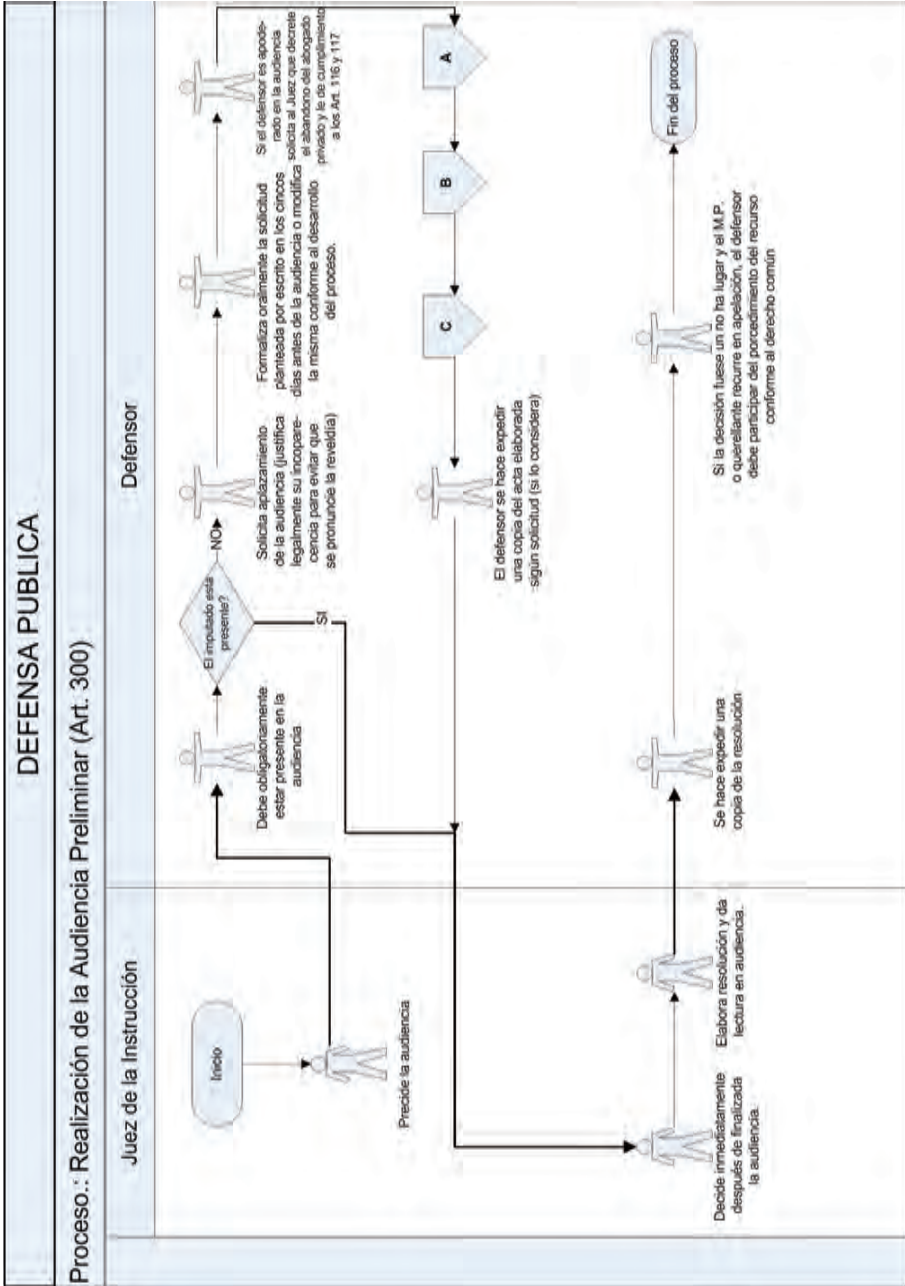 DEFENSA PUBLICA
Proceso.: Realización de la Audiencia Preliminar (Art. 300)
Juez de la Instrucción
Defensor
Inicio
Precide la audiencia
Debe obligatoriamente
estar presente en la
audiencia
El imputado está
presente?
NO
SI
Solicita aplazamiento
de la audiencia (justifica
legalmente su incopare-
cencia para evitar que
se pronuncie la reveldía)
Formaliza oralmente la solicitud
planteada por escrito en los cincos
días antes de la audiencia o modifica
la misma conforme al desarrollo
del proceso.
Si el defensor es apode-
rado en la audiencia
solicita al Juez que decrete
el abandono del abogado
privado y le de cumplimiento
a los Art. 116 y 117
A
B
C
El defensor se hace expedir
una copia del acta elaborada
sigún solicitud (si lo considera)
Decide inmediatamente
después de finalizada
la audiencia.
Elabora resolución y da
lectura en audiencia.
Se hace expedir una
copia de la resolución
Si la decisión fuese un no ha lugar y el M.P.
o querellante recurre en apelación, el defensor
debe participar del porcedimiento del recurso
conforme al derecho común
Fin del proceso